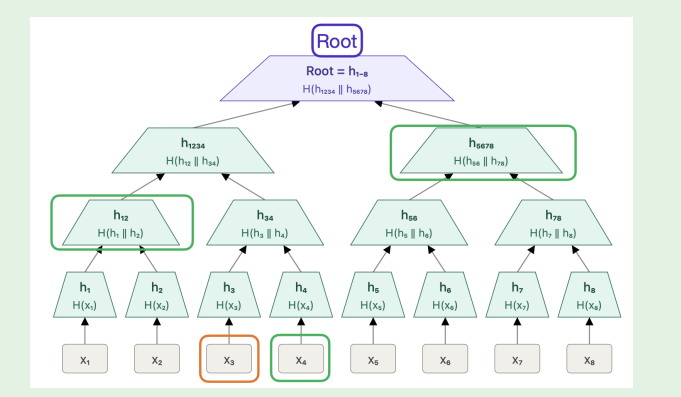 Root
Root = h₁₋₈
H(h₁₂₃₄ ∥ h₅₆₇₈)
h₁₂₃₄
H(h₁₂ ∥ h₃₄)
h₅₆₇₈
H(h₅₆ ∥ h₇₈)
h₁₂
H(h₁ ∥ h₂)
h₃₄
H(h₃ ∥ h₄)
h₅₆
H(h₅ ∥ h₆)
h₇₈
H(h₇ ∥ h₈)
h₁
H(x₁)
h₂
H(x₂)
h₃
H(x₃)
h₄
H(x₄)
h₅
H(x₅)
h₆
H(x₆)
h₇
H(x₇)
h₈
H(x₈)
x₁
x₂
x₃
x₄
x₅
x₆
x₇
x₈